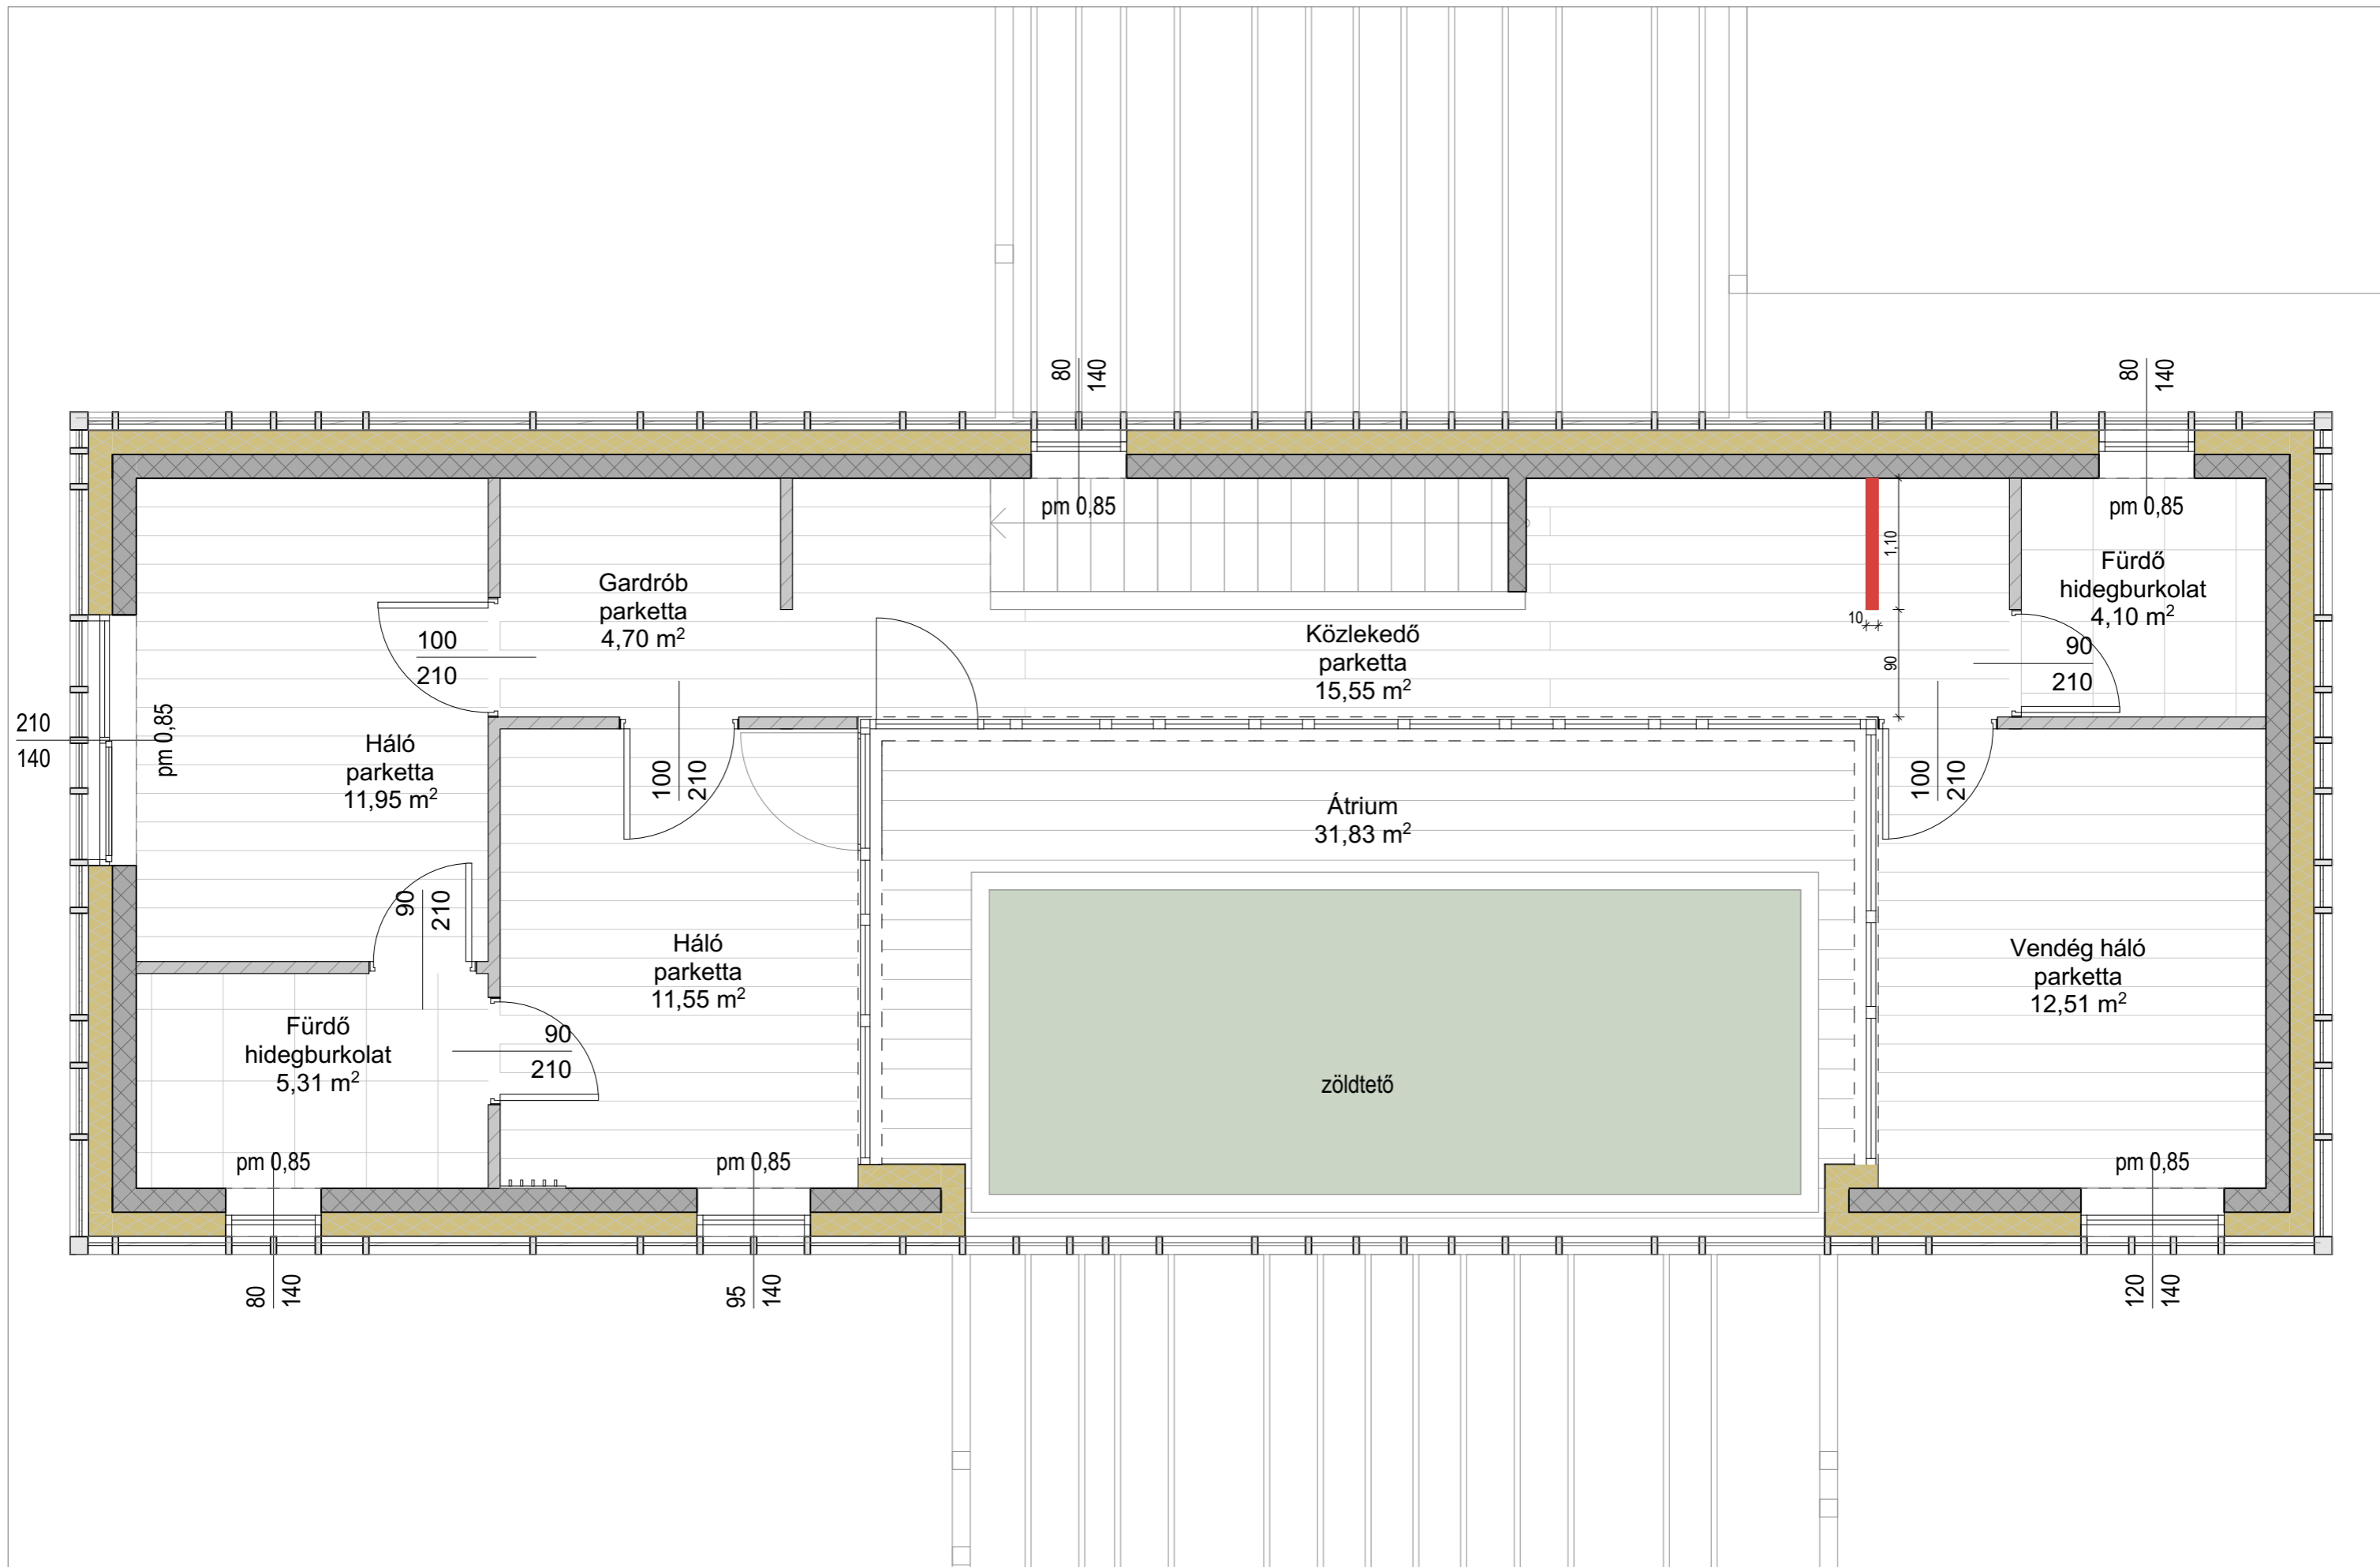 80
140
80
140
pm 0,85
pm 0,85
1,10
Fürdő
hidegburkolat
4,10 m²
Gardrób
parketta
4,70 m²
10
Közlekedő
parketta
15,55 m²
100
210
90
90
210
210
140
pm 0,85
Háló
parketta
11,95 m²
100
210
100
210
Átrium
31,83 m²
90
210
Háló
parketta
11,55 m²
Vendég háló
parketta
12,51 m²
Fürdő
hidegburkolat
5,31 m²
90
210
zöldtető
pm 0,85
pm 0,85
pm 0,85
80
140
95
140
120
140